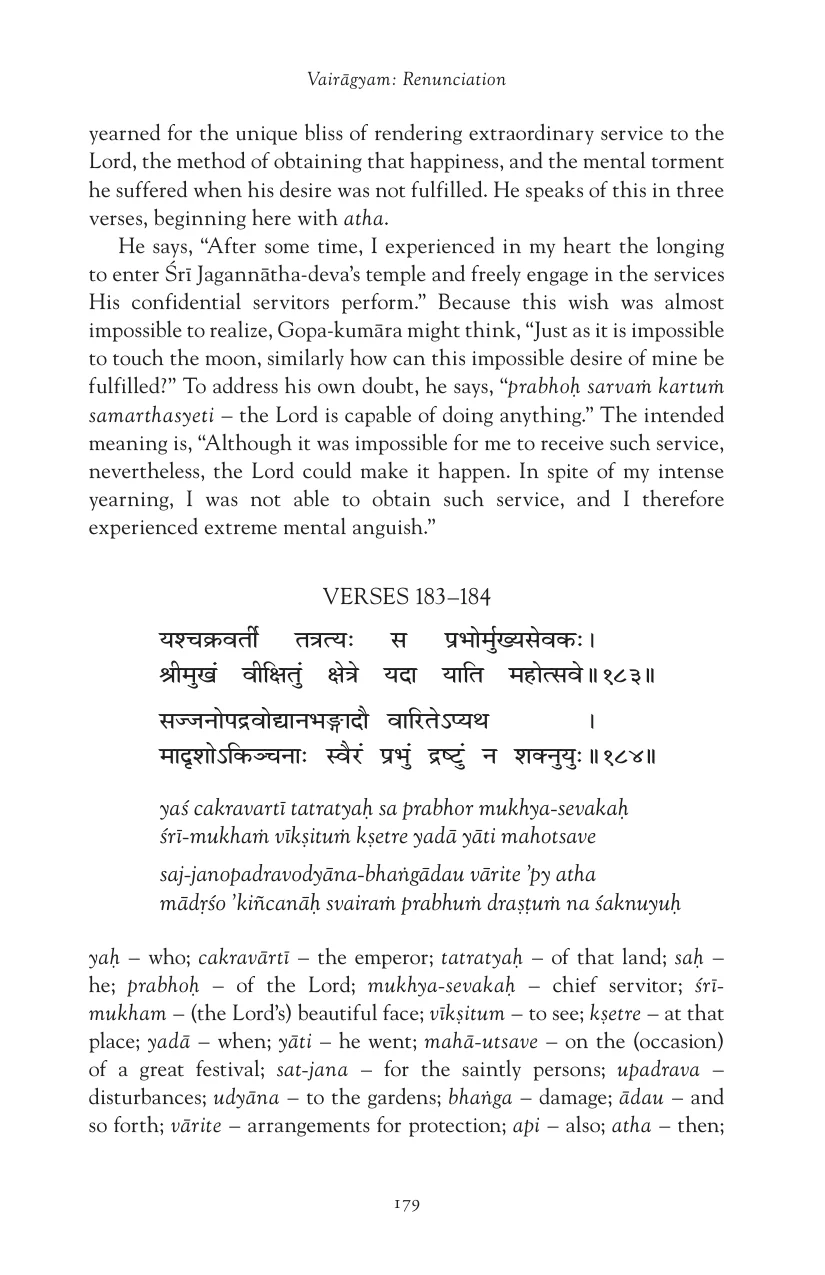 Vairāgyam: Renunciation
yearned for the unique bliss of rendering extraordinary service to the
Lord, the method of obtaining that happiness, and the mental torment
he suffered when his desire was not fulfilled. He speaks of this in three
verses, beginning here with atha.
He says, “After some time, I experienced in my heart the longing
to enter Śrī Jagannātha-deva’s temple and freely engage in the services
His confidential servitors perform.” Because this wish was almost
impossible to realize, Gopa-kumāra might think, “Just as it is impossible
to touch the moon, similarly how can this impossible desire of mine be
fulfilled?” To address his own doubt, he says, “prabhoḥ sarvaṁ kartuṁ
samarthasyeti – the Lord is capable of doing anything.” The intended
meaning is, “Although it was impossible for me to receive such service,
nevertheless, the Lord could make it happen. In spite of my intense
yearning, I was not able to obtain such service, and I therefore
experienced extreme mental anguish.”
VERSES 183–184
यश्चक्रवर्ती तत्रत्यः स प्रभोर्मुख्यसेवकः।
श्रीमुखं वीक्षितुं क्षेत्रे यदा याति महोत्सवे॥१८३॥
सज्जनोपद्रवोद्यानभङ्गादौ वारितेऽप्यथ ।
मादृशोऽकिञ्चनाः स्वैरं प्रभुं द्रष्टुं न शक्नुयुः॥१८४॥
yaś cakravartī tatratyaḥ sa prabhor mukhya-sevakaḥ
śrī-mukhaṁ vīkṣituṁ kṣetre yadā yāti mahotsave
saj-janopadravodyāna-bhaṅgādau vārite ’py atha
mādṛśo ’kiñcanāḥ svairaṁ prabhuṁ draṣṭuṁ na śaknuyuḥ
yaḥ – who; cakravārtī – the emperor; tatratyaḥ – of that land; saḥ –
he; prabhoḥ – of the Lord; mukhya-sevakaḥ – chief servitor; śrī-
mukham – (the Lord’s) beautiful face; vīkṣitum – to see; kṣetre – at that
place; yadā – when; yāti – he went; mahā-utsave – on the (occasion)
of a great festival; sat-jana – for the saintly persons; upadrava –
disturbances; udyāna – to the gardens; bhaṅga – damage; ādau – and
so forth; vārite – arrangements for protection; api – also; atha – then;
179